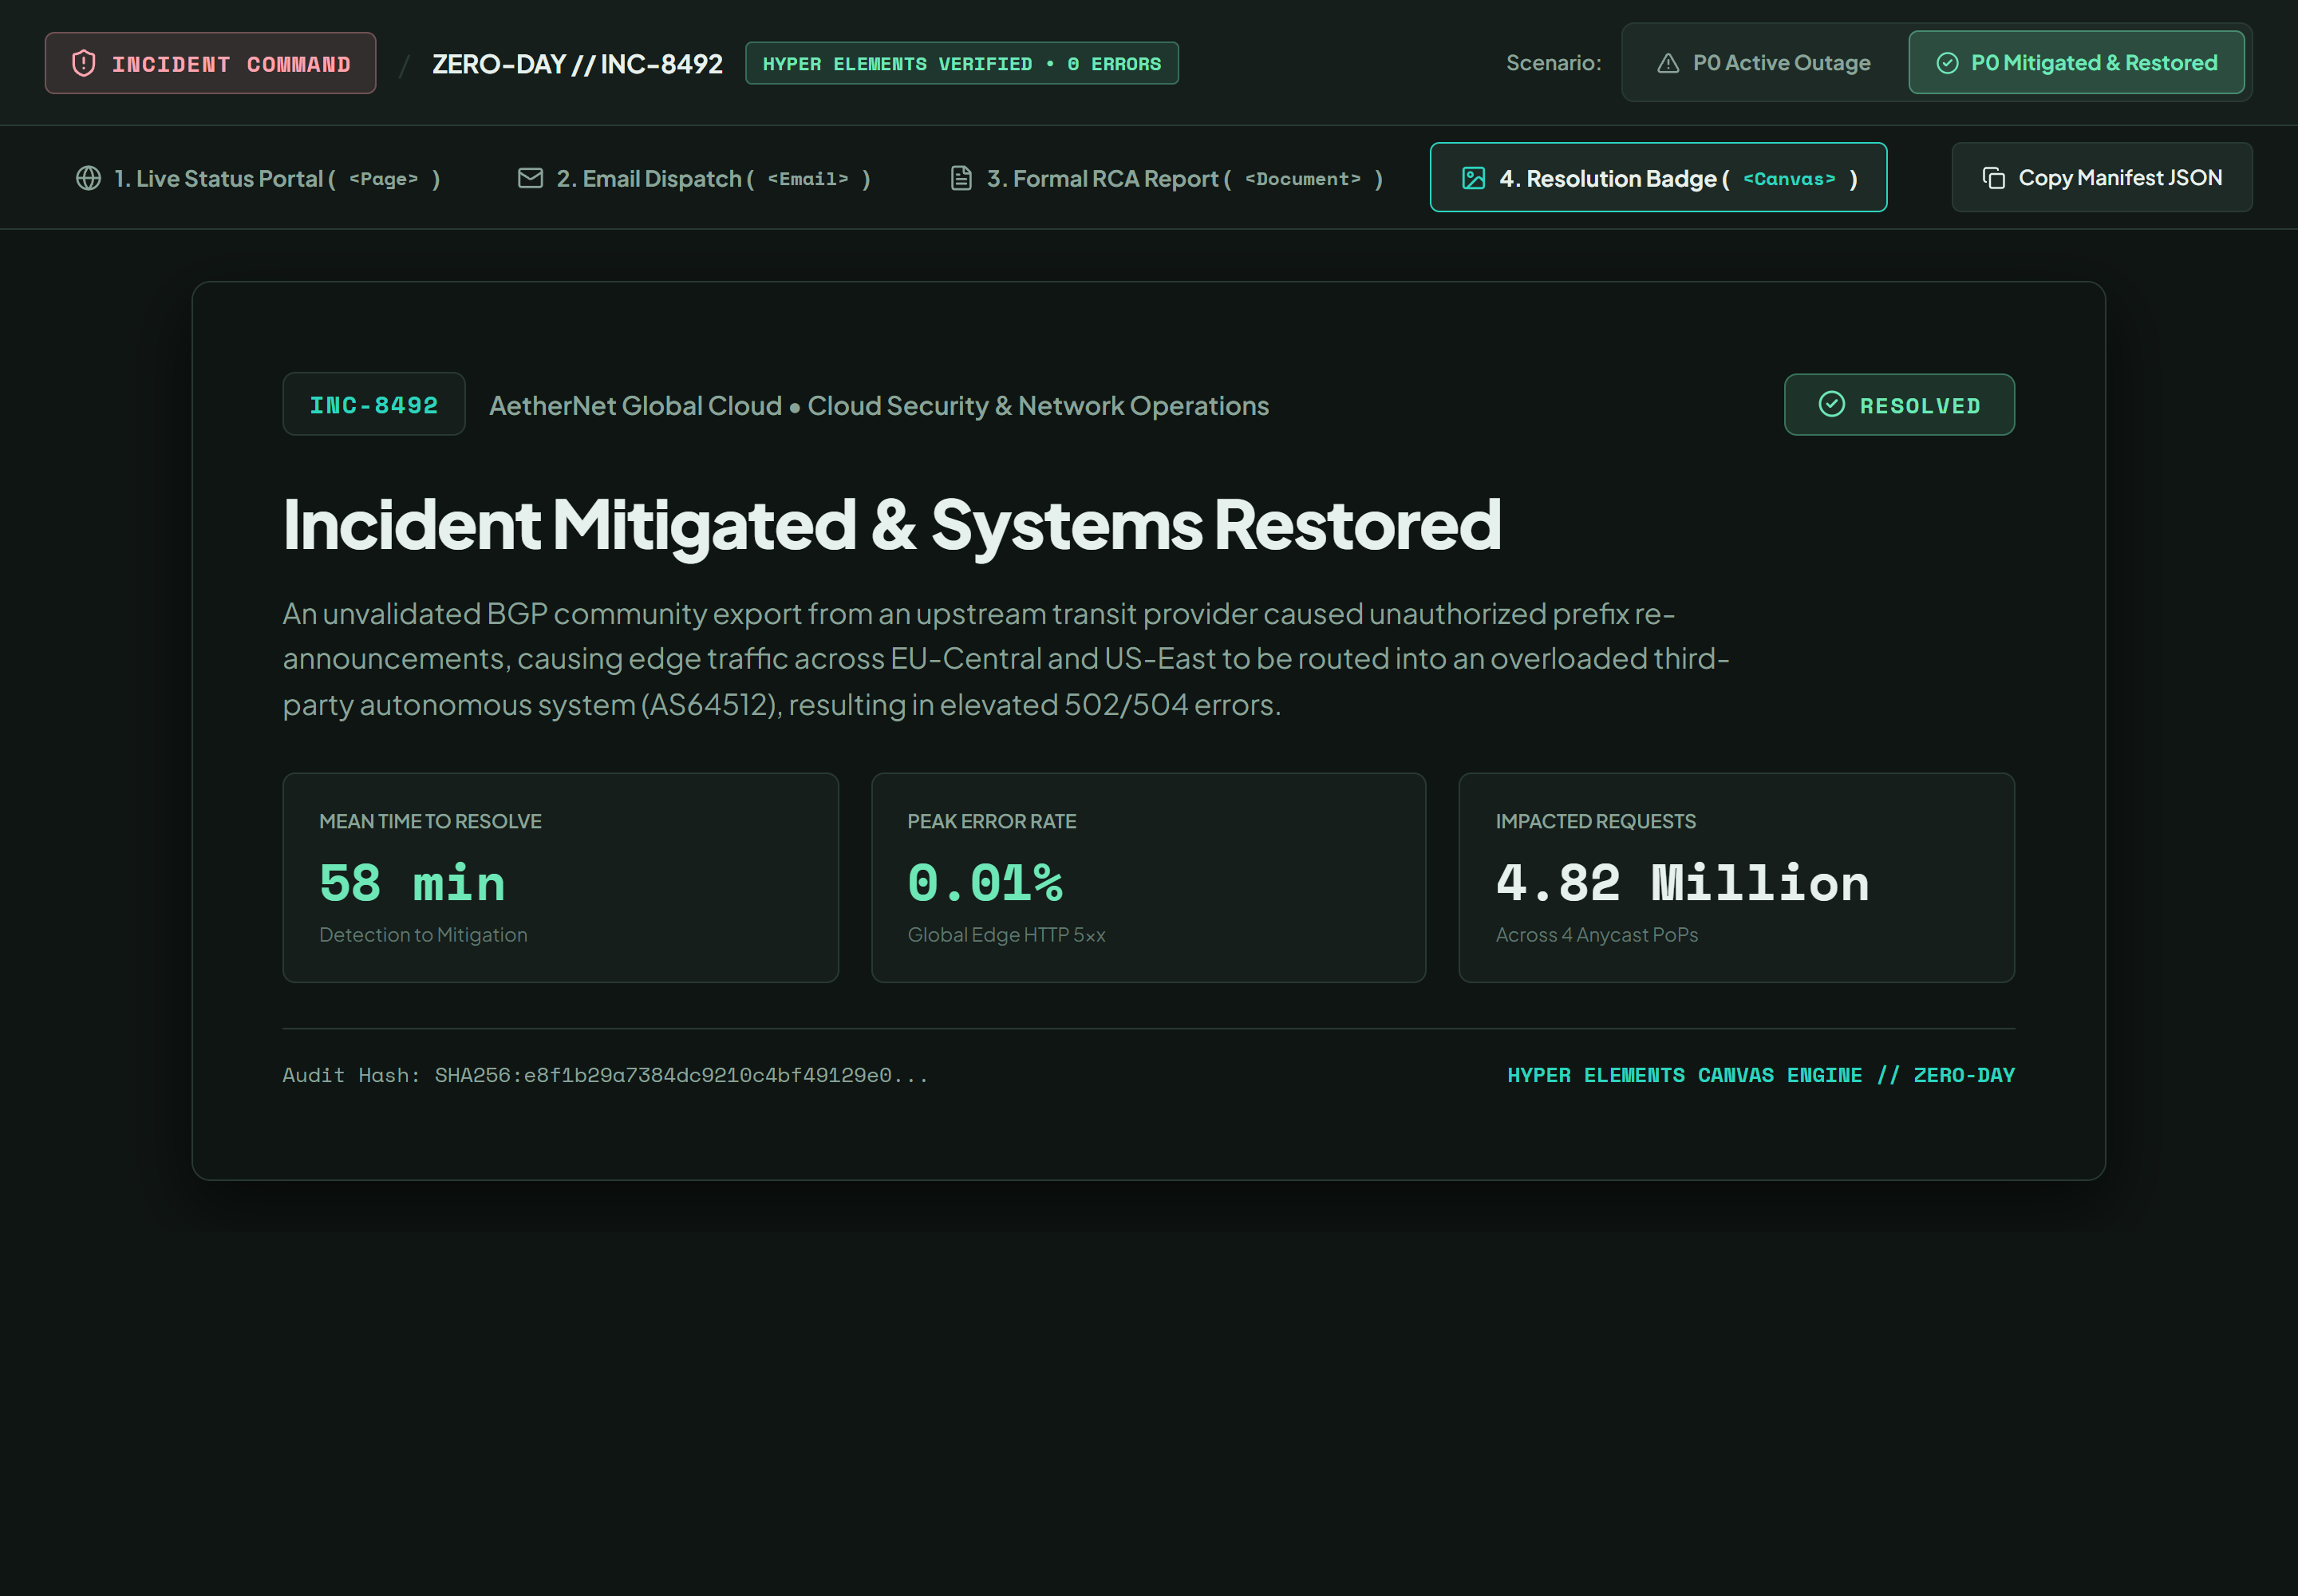 INCIDENT COMMAND / ZERO-DAY // INC-8492 HYPER ELEMENTS VERIFIED • 0 ERRORS Scenario: P0 Active Outage P0 Mitigated & Restored
1. Live Status Portal ( <Page> ) 2. Email Dispatch ( <Email> ) 3. Formal RCA Report ( <Document> ) 4. Resolution Badge ( <Canvas> ) Copy Manifest JSON
INC-8492 AetherNet Global Cloud ● Cloud Security & Network Operations RESOLVED
Incident Mitigated & Systems Restored
An unvalidated BGP community export from an upstream transit provider caused unauthorized prefix re-
announcements, causing edge traffic across EU-Central and US-East to be routed into an overloaded third-
party autonomous system (AS64512), resulting in elevated 502/504 errors.
MEAN TIME TO RESOLVE
58 min
Detection to Mitigation
PEAK ERROR RATE
0.01%
Global Edge HTTP 5xx
IMPACTED REQUESTS
4.82 Million
Across 4 Anycast PoPs
Audit Hash: SHA256:e8f1b29a7384dc9210c4bf49129e0...
HYPER ELEMENTS CANVAS ENGINE // ZERO-DAY